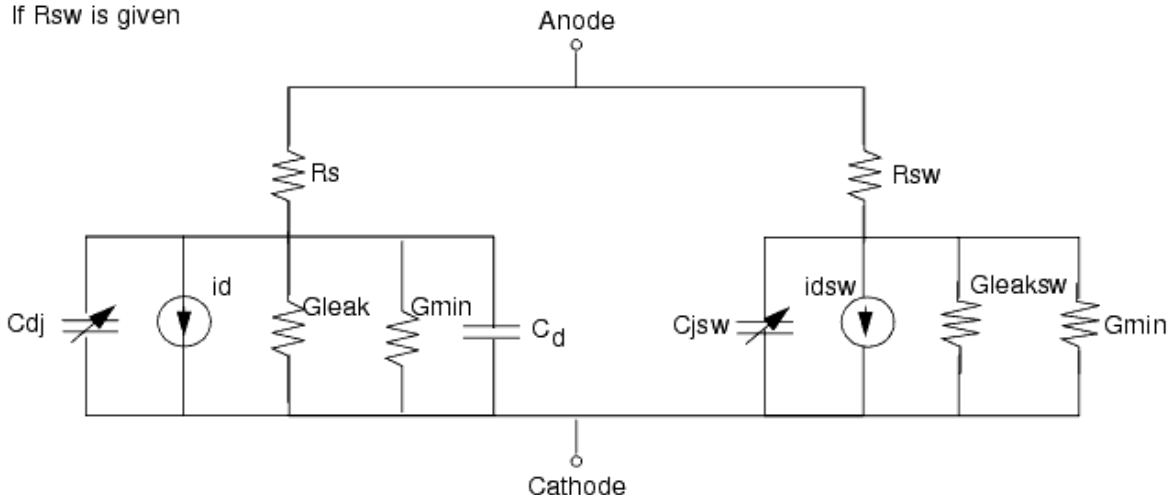 If Rsw is given
Anode
Rs
Rsw
id
Gleak
Gmin
Cdj
Cd
idsw
Gleaksw
Cjsw
Gmin
Cathode